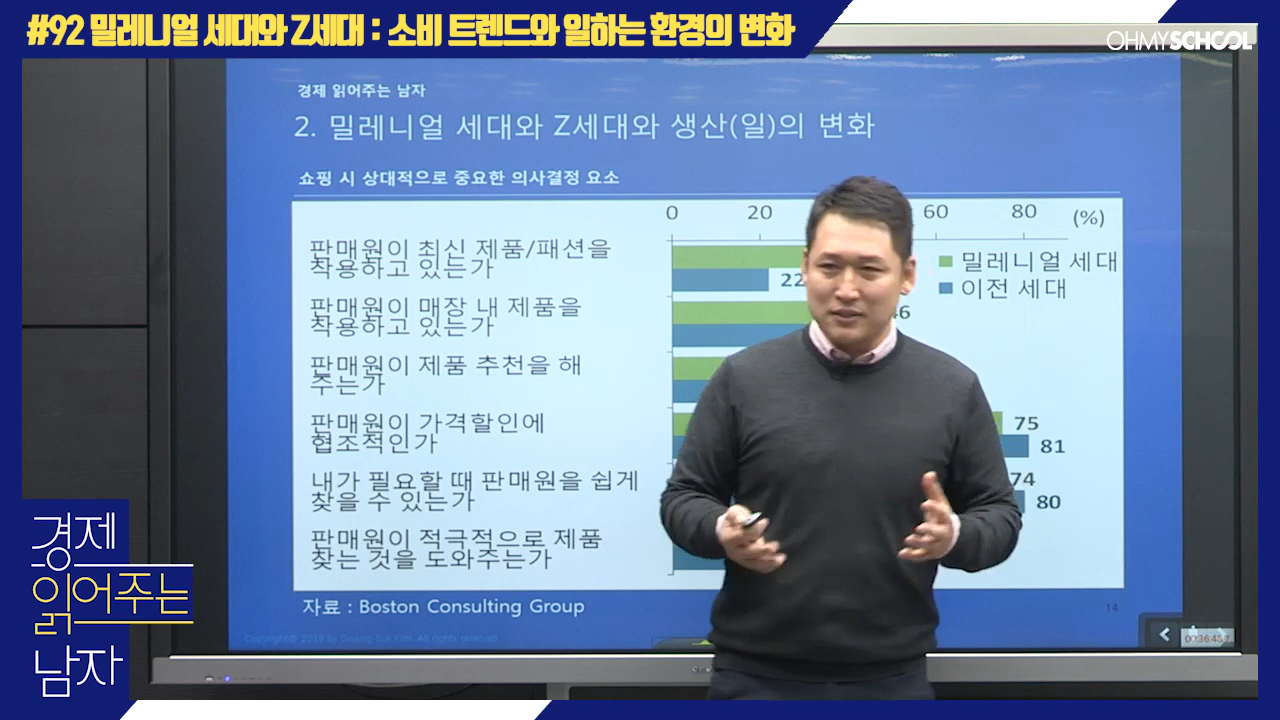 #92 밀레니얼 세대와 Z세대 : 소비 트렌드와 일하는 환경의 변화
OHMYSCHOOL
경제 읽어주는 남자
2. 밀레니얼 세대와 Z세대와 생산(일)의 변화
쇼핑 시 상대적으로 중요한 의사결정 요소
0 20 60 80 (%)
밀레니얼 세대
이전 세대
판매원이 최신 제품/패션을
착용하고 있는가
22
판매원이 매장 내 제품을
착용하고 있는가
46
판매원이 제품 추천을 해
주는가
판매원이 가격할인에
협조적인가
75
81
내가 필요할 때 판매원을 쉽게
찾을 수 있는가
74
80
판매원이 적극적으로 제품
찾는 것을 도와주는가
자료 : Boston Consulting Group
14
Copyright@ 2019 by Gwang-Suk Kim. All rights reserved
경제
읽어주는
남자